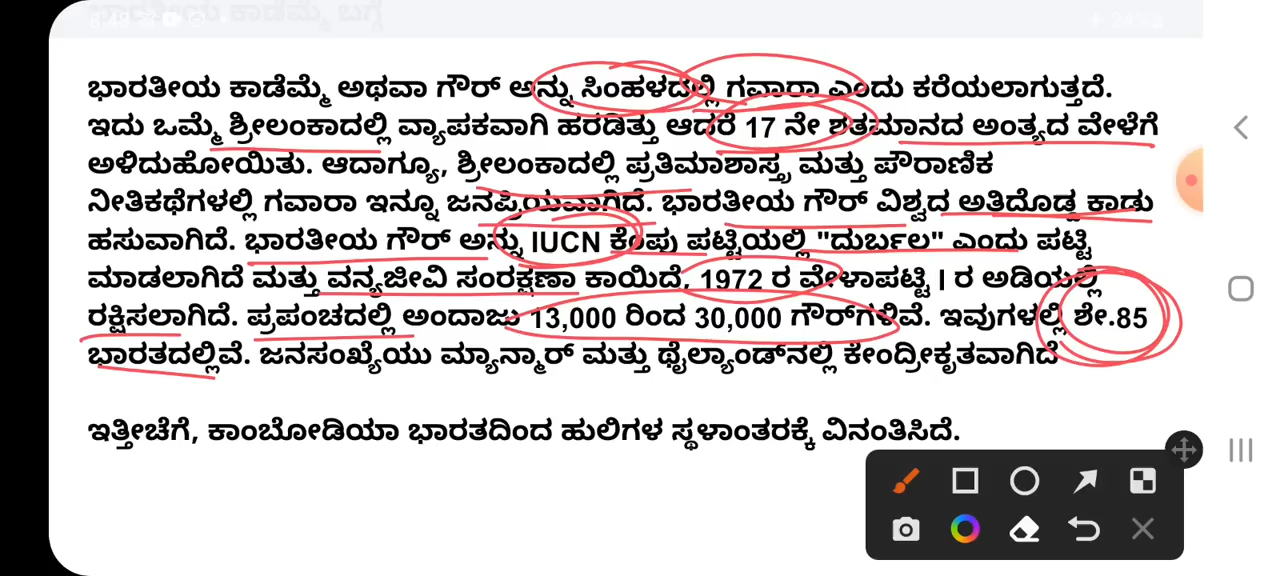 ಭಾರತೀಯ ಕಾಡೆಮ್ಮೆ ಬಗ್ಗೆ
ಭಾರತೀಯ ಕಾಡೆಮ್ಮೆ ಅಥವಾ ಗೌರ್ ಅನ್ನು ಸಿಂಹಳದಲ್ಲಿ ಗವಾರಾ ಎಂದು ಕರೆಯಲಾಗುತ್ತದೆ.
ಇದು ಒಮ್ಮೆ ಶ್ರೀಲಂಕಾದಲ್ಲಿ ವ್ಯಾಪಕವಾಗಿ ಹರಡಿತ್ತು ಆದರೆ 17 ನೇ ಶತಮಾನದ ಅಂತ್ಯದ ವೇಳೆಗೆ
ಅಳಿದುಹೋಯಿತು. ಆದಾಗ್ಯೂ, ಶ್ರೀಲಂಕಾದಲ್ಲಿ ಪ್ರತಿಮಾಶಾಸ್ತ್ರ ಮತ್ತು ಪೌರಾಣಿಕ
ನೀತಿಕಥೆಗಳಲ್ಲಿ ಗವಾರಾ ಇನ್ನೂ ಜನಪ್ರಿಯವಾಗಿದೆ. ಭಾರತೀಯ ಗೌರ್ ವಿಶ್ವದ ಅತಿದೊಡ್ಡ ಕಾಡು
ಹಸುವಾಗಿದೆ. ಭಾರತೀಯ ಗೌರ್ ಅನ್ನು IUCN ಕೆಂಪು ಪಟ್ಟಿಯಲ್ಲಿ "ದುರ್ಬಲ" ಎಂದು ಪಟ್ಟಿ
ಮಾಡಲಾಗಿದೆ ಮತ್ತು ವನ್ಯಜೀವಿ ಸಂರಕ್ಷಣಾ ಕಾಯಿದೆ, 1972 ರ ವೇಳಾಪಟ್ಟಿ I ರ ಅಡಿಯಲ್ಲಿ
ರಕ್ಷಿಸಲಾಗಿದೆ. ಪ್ರಪಂಚದಲ್ಲಿ ಅಂದಾಜು 13,000 ರಿಂದ 30,000 ಗೌರ್‌ಗಳಿವೆ. ಇವುಗಳಲ್ಲಿ ಶೇ.85
ಭಾರತದಲ್ಲಿವೆ. ಜನಸಂಖ್ಯೆಯು ಮ್ಯಾನ್ಮಾರ್ ಮತ್ತು ಥೈಲ್ಯಾಂಡ್‌ನಲ್ಲಿ ಕೇಂದ್ರೀಕೃತವಾಗಿದೆ
ಇತ್ತೀಚೆಗೆ, ಕಾಂಬೋಡಿಯಾ ಭಾರತದಿಂದ ಹುಲಿಗಳ ಸ್ಥಳಾಂತರಕ್ಕೆ ವಿನಂತಿಸಿದೆ.